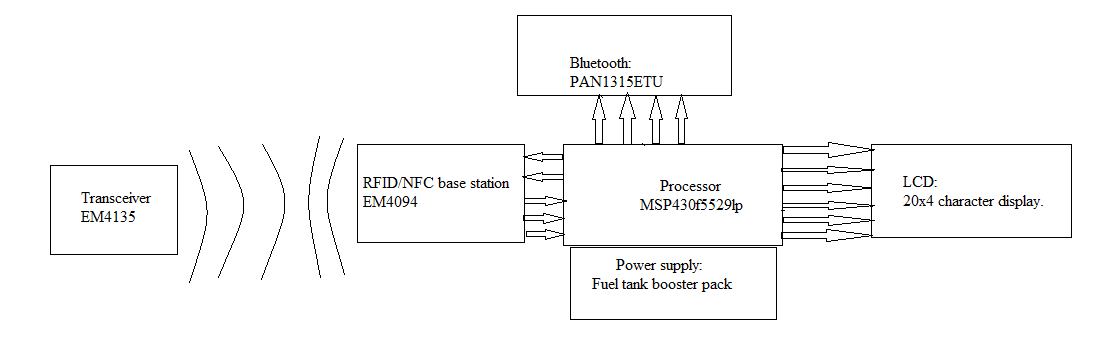 Bluetooth:
PAN1315ETU
Transceiver
EM4135
RFID/NFC base station
EM4094
Processor
MSP430f5529lp
LCD:
20x4 character display.
Power supply:
Fuel tank booster pack